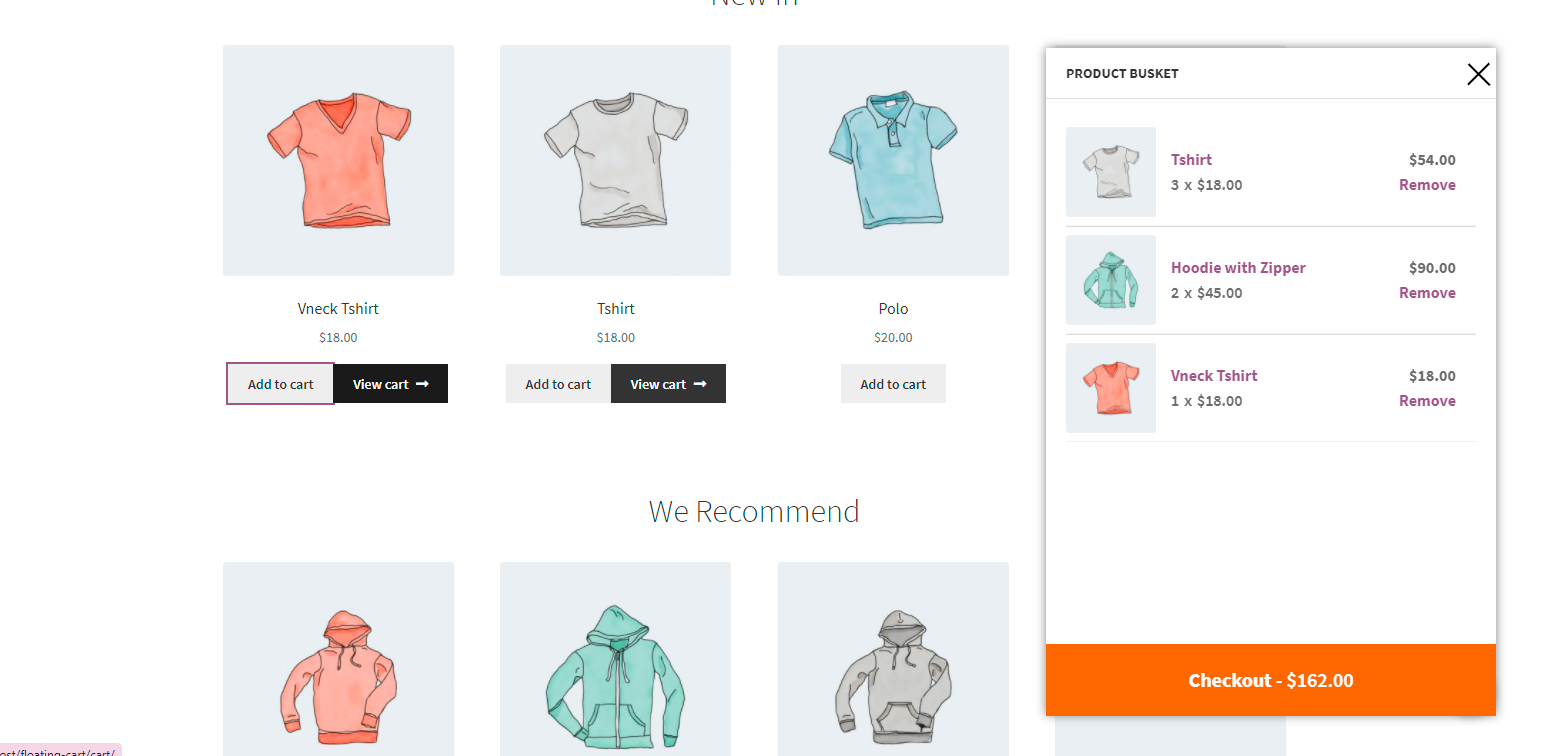 New In
PRODUCT BUSKET
Tshirt $54.00
3 x $18.00 Remove
Hoodie with Zipper $90.00
2 x $45.00 Remove
Vneck Tshirt $18.00
1 x $18.00 Remove
Checkout - $162.00
Vneck Tshirt Tshirt Polo
$18.00 $18.00 $20.00
Add to cart View cart → Add to cart View cart → Add to cart
We Recommend
ost/floating-cart/cart/